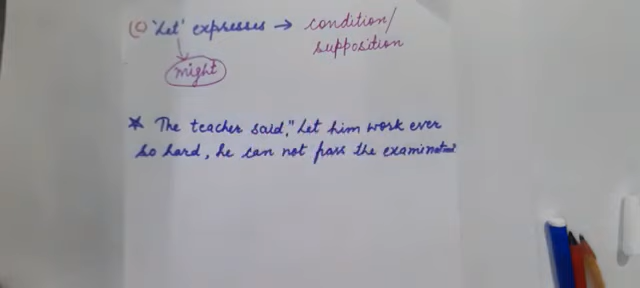 (c) 'Let' expresses → condition/
supposition
might
* The teacher said, "Let him work ever
so hard, he can not pass the examination